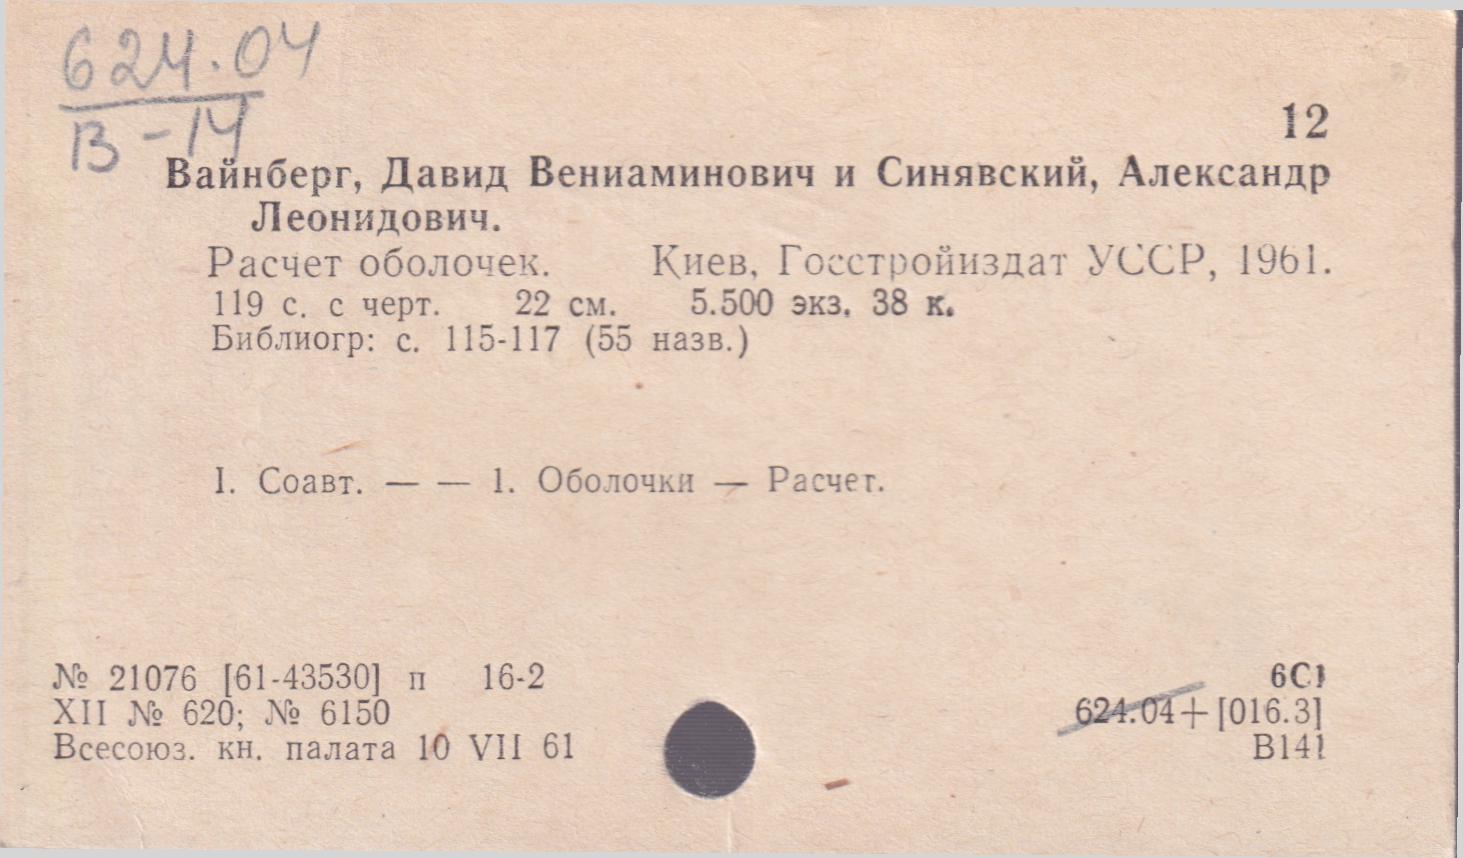 624.04
В-14
12
Вайнберг, Давид Вениаминович и Синявский, Александр
Леонидович.
Расчет оболочек. Киев, Госстройиздат УССР, 1961.
119 с. с черт. 22 см. 5.500 экз. 38 к.
Библиогр: с. 115-117 (55 назв.)
I. Соавт. — — 1. Оболочки — Расчет.
№ 21076 [61-43530] п 16-2
6С1
XII № 620; № 6150
624.04+[016.3]
Всесоюз. кн. палата 10 VII 61
В141